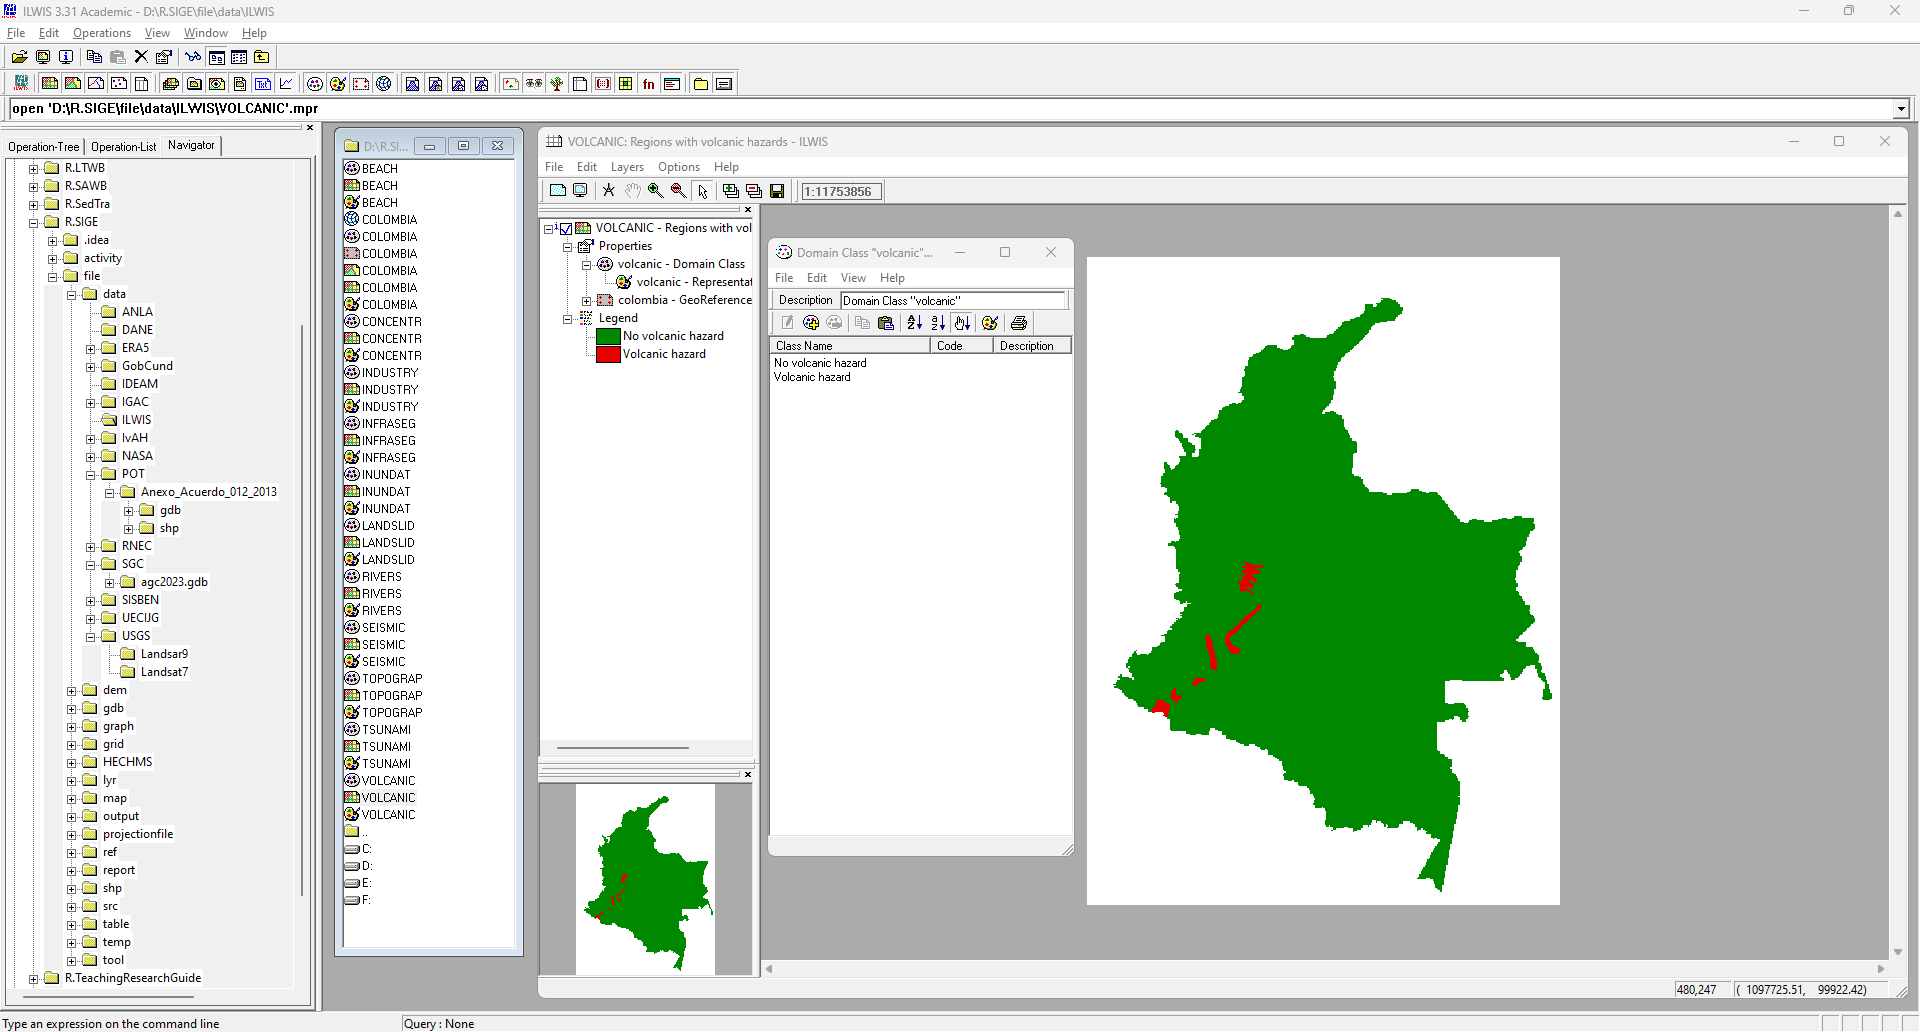 ILWIS 3.31 Academic - D:\R.SIGE\file\data\ILWIS
File Edit Operations View Window Help
open 'D:\R.SIGE\file\data\ILWIS\VOLCANIC'.mpr
Operation-Tree Operation-List Navigator
R.LTWB
R.SAWB
R.SedTra
R.SIGE
.idea
activity
file
data
ANLA
DANE
ERA5
GobCund
IDEAM
IGAC
ILWIS
IvAH
NASA
POT
Anexo_Acuerdo_012_2013
gdb
shp
RNEC
SGC
agc2023.gdb
SISBEN
UECIJG
USGS
Landsar9
Landsat7
dem
gdb
graph
grid
HECHMS
lyr
map
output
projectionfile
ref
report
shp
src
table
temp
tool
R.TeachingResearchGuide
D:\R.SI...
BEACH
BEACH
BEACH
COLOMBIA
COLOMBIA
COLOMBIA
COLOMBIA
COLOMBIA
COLOMBIA
CONCENTR
CONCENTR
CONCENTR
INDUSTRY
INDUSTRY
INDUSTRY
INFRASEG
INFRASEG
INFRASEG
INUNDAT
INUNDAT
INUNDAT
LANDSLID
LANDSLID
LANDSLID
RIVERS
RIVERS
RIVERS
SEISMIC
SEISMIC
SEISMIC
TOPOGRAP
TOPOGRAP
TOPOGRAP
TSUNAMI
TSUNAMI
TSUNAMI
VOLCANIC
VOLCANIC
VOLCANIC
..
C:
D:
E:
F:
VOLCANIC: Regions with volcanic hazards - ILWIS
File Edit Layers Options Help
1:11753856
VOLCANIC - Regions with vol
Properties
volcanic - Domain Class
volcanic - Representat
colombia - GeoReference
Legend
No volcanic hazard
Volcanic hazard
Domain Class "volcanic"...
File Edit View Help
Description Domain Class "volcanic"
Class Name Code Description
No volcanic hazard
Volcanic hazard
480,247 ( 1097725.51, 99922.42)
Type an expression on the command line
Query : None